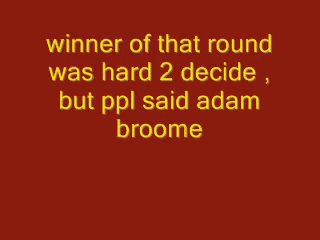 winner of that round
was hard 2 decide ,
but ppl said adam
broome